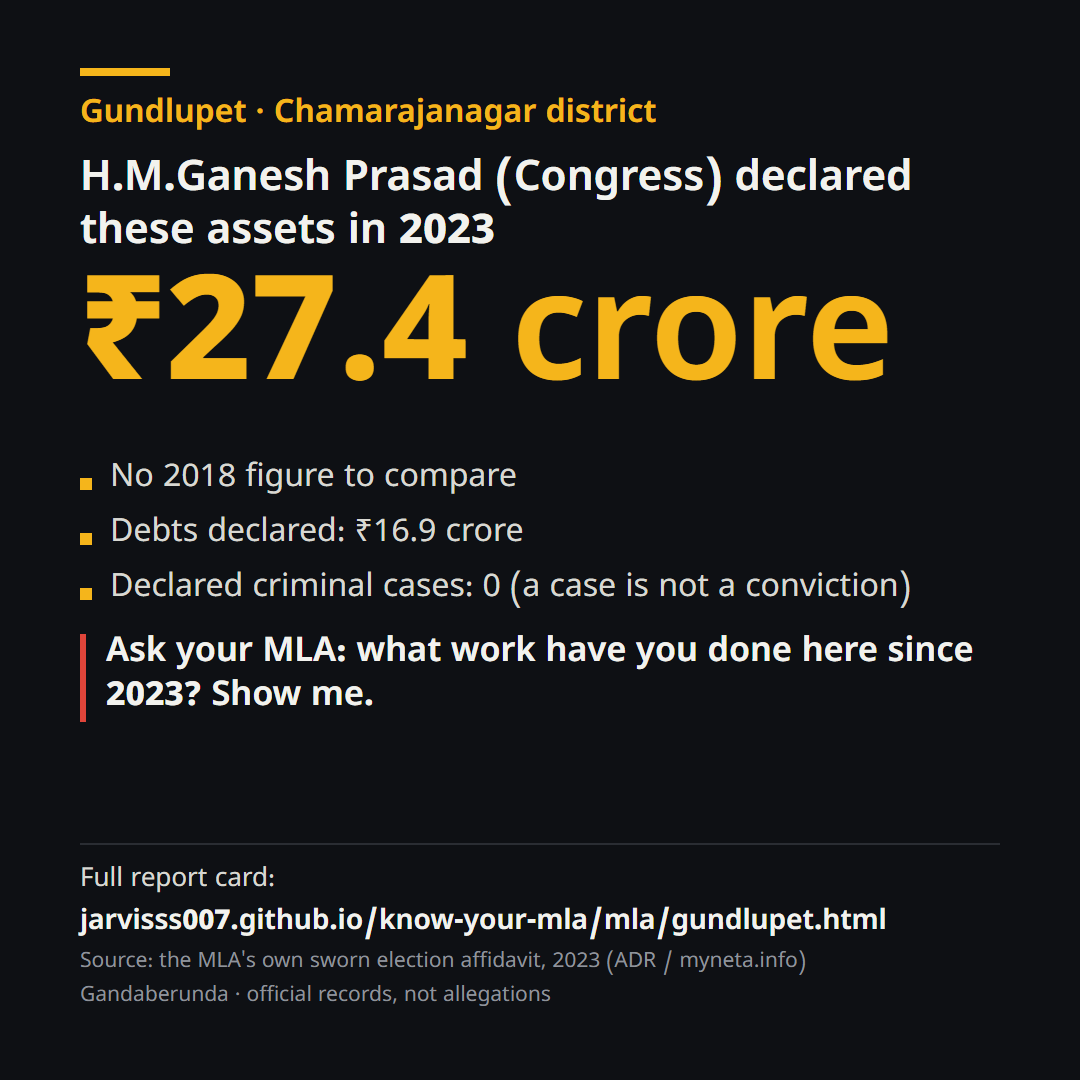 Gundlupet · Chamarajanagar district
H.M.Ganesh Prasad (Congress) declared
these assets in 2023
₹27.4 crore
No 2018 figure to compare
Debts declared: ₹16.9 crore
Declared criminal cases: 0 (a case is not a conviction)
Ask your MLA: what work have you done here since
2023? Show me.
Full report card:
jarvisss007.github.io/know-your-mla/mla/gundlupet.html
Source: the MLA's own sworn election affidavit, 2023 (ADR / myneta.info)
Gandaberunda · official records, not allegations